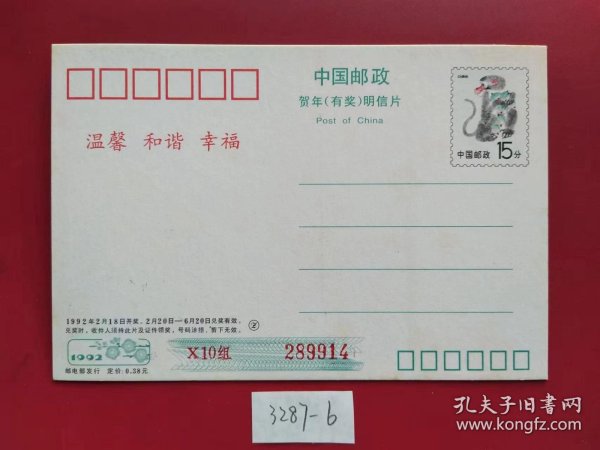 中国邮政
贺年(有奖)明信片
Post of China
中国邮政 15分
温馨 和谐 幸福
1992年2月18日开奖，2月20日—6月20日兑奖有效。
兑奖时，收件人须持此片及证件领奖，号码涂损、剪下无效。
②
1992
X10组 289914
邮电部发行 定价：0.38元
3287-b
孔夫子旧书网
www.kongfz.com